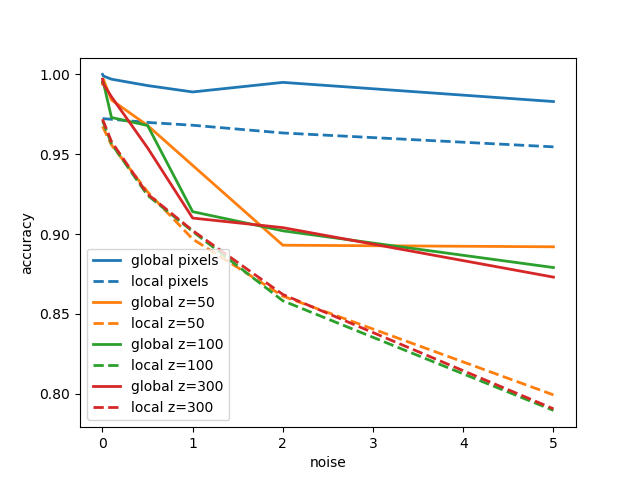 1.00
0.95
0.90
0.85
0.80
accuracy
global pixels
local pixels
global z=50
local z=50
global z=100
local z=100
global z=300
local z=300
0 1 2 3 4 5
noise